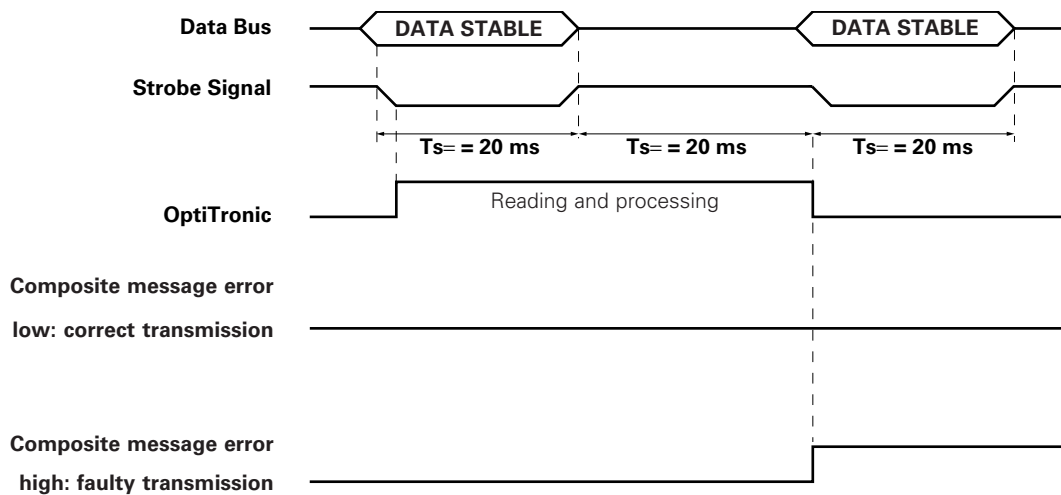 Data Bus
DATA STABLE
DATA STABLE
Strobe Signal
Ts= = 20 ms
Ts= = 20 ms
Ts= = 20 ms
OptiTronic
Reading and processing
Composite message error
low: correct transmission
Composite message error
high: faulty transmission